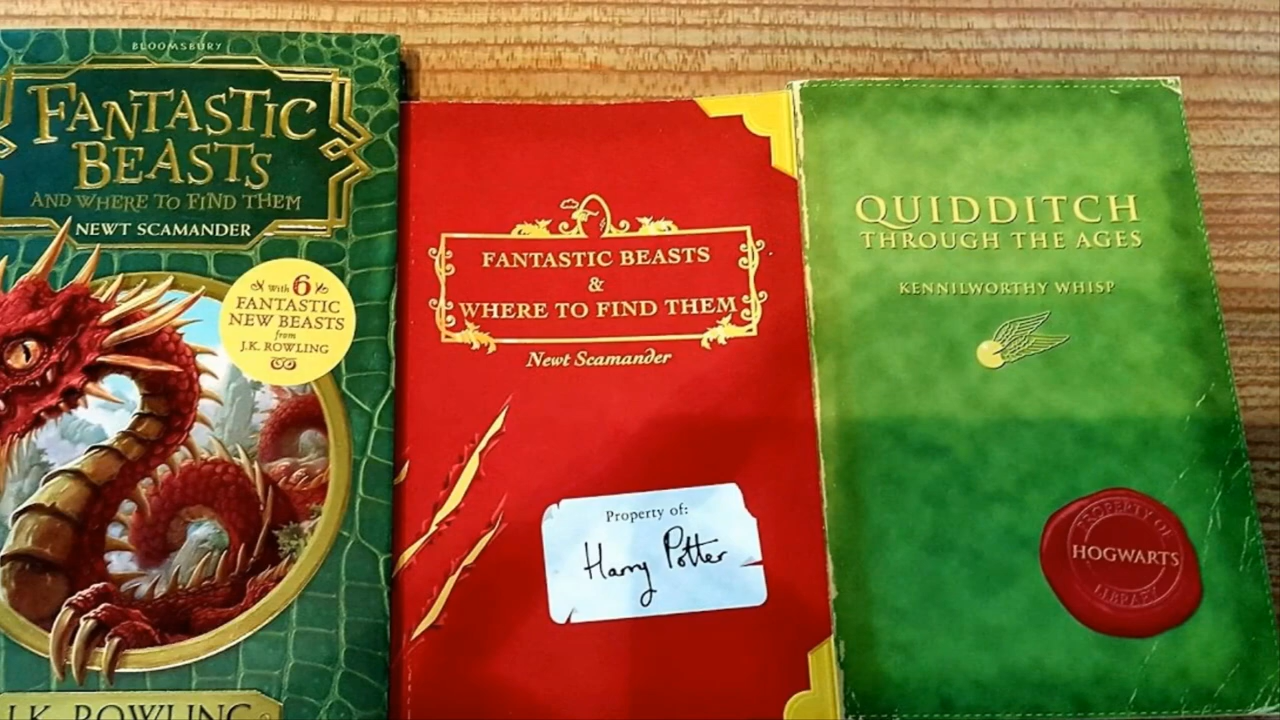 BLOOMSBURY
FANTASTIC
BEASTS
AND WHERE TO FIND THEM
NEWT SCAMANDER
With 6
FANTASTIC
NEW BEASTS
from
J.K. ROWLING
J.K. ROWLING
FANTASTIC BEASTS
&
WHERE TO FIND THEM
Newt Scamander
Property of:
Harry Potter
QUIDDITCH
THROUGH THE AGES
KENNILWORTHY WHISP
PROPERTY OF
HOGWARTS
LIBRARY